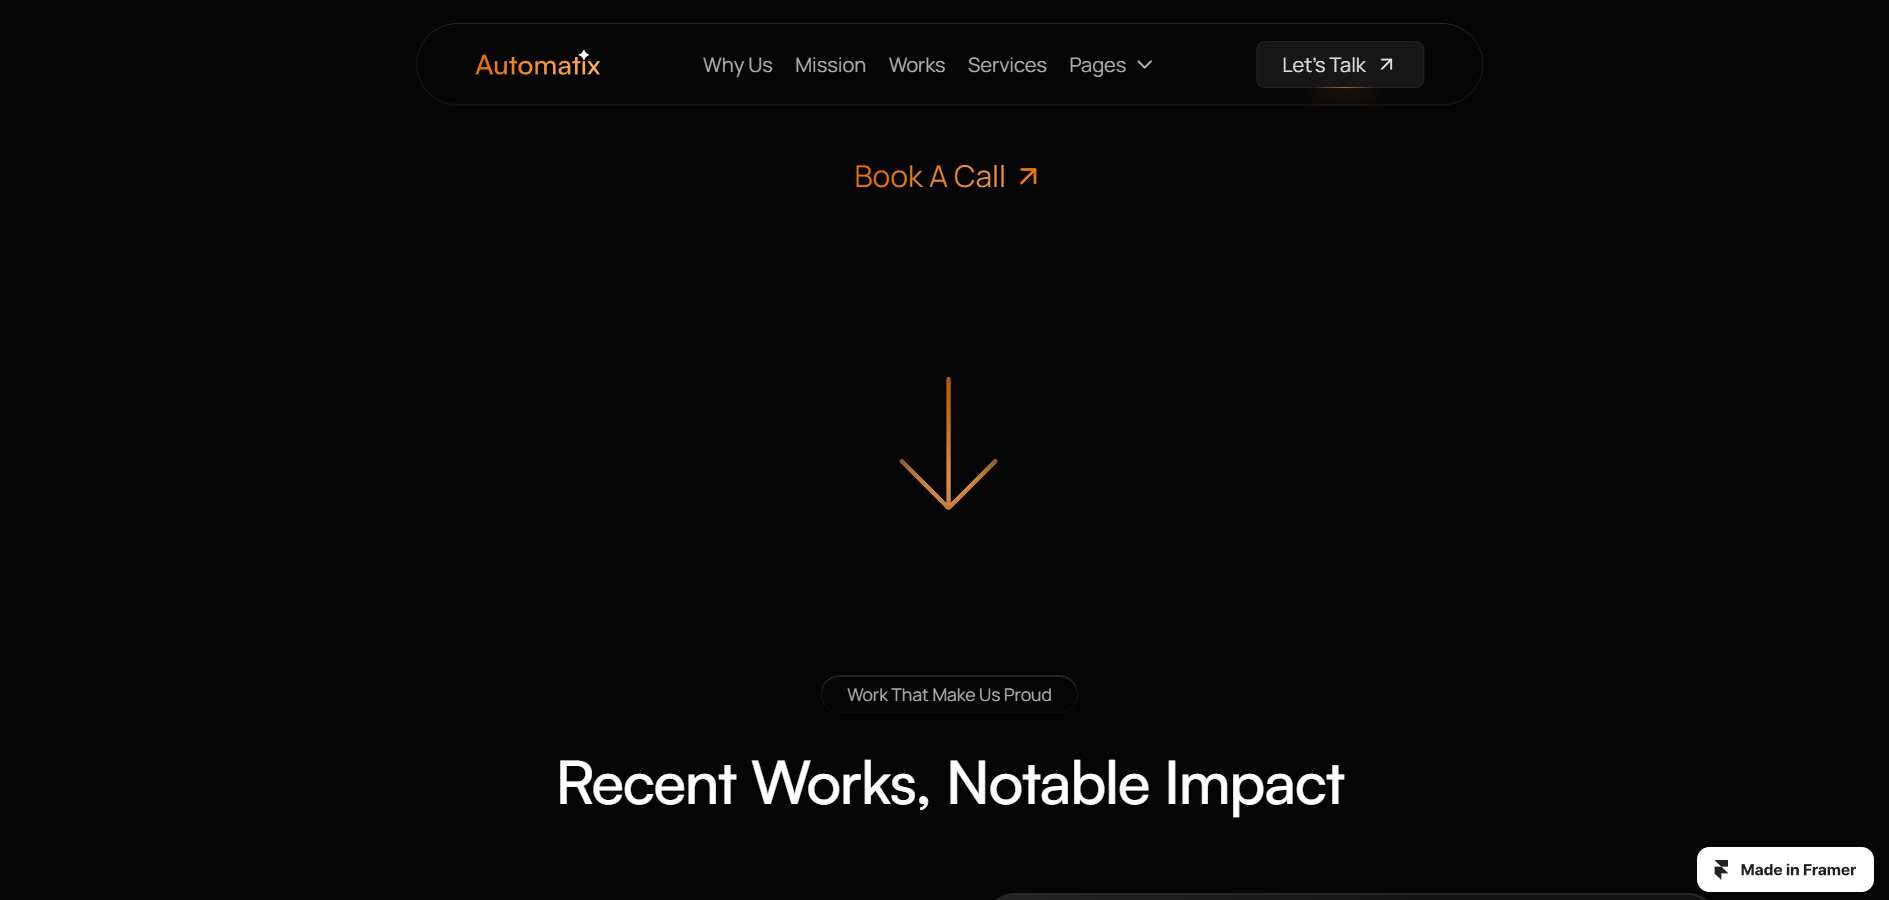 Automatix
Why Us
Mission
Works
Services
Pages
Let's Talk
Book A Call
Work That Make Us Proud
Recent Works, Notable Impact
Made in Framer